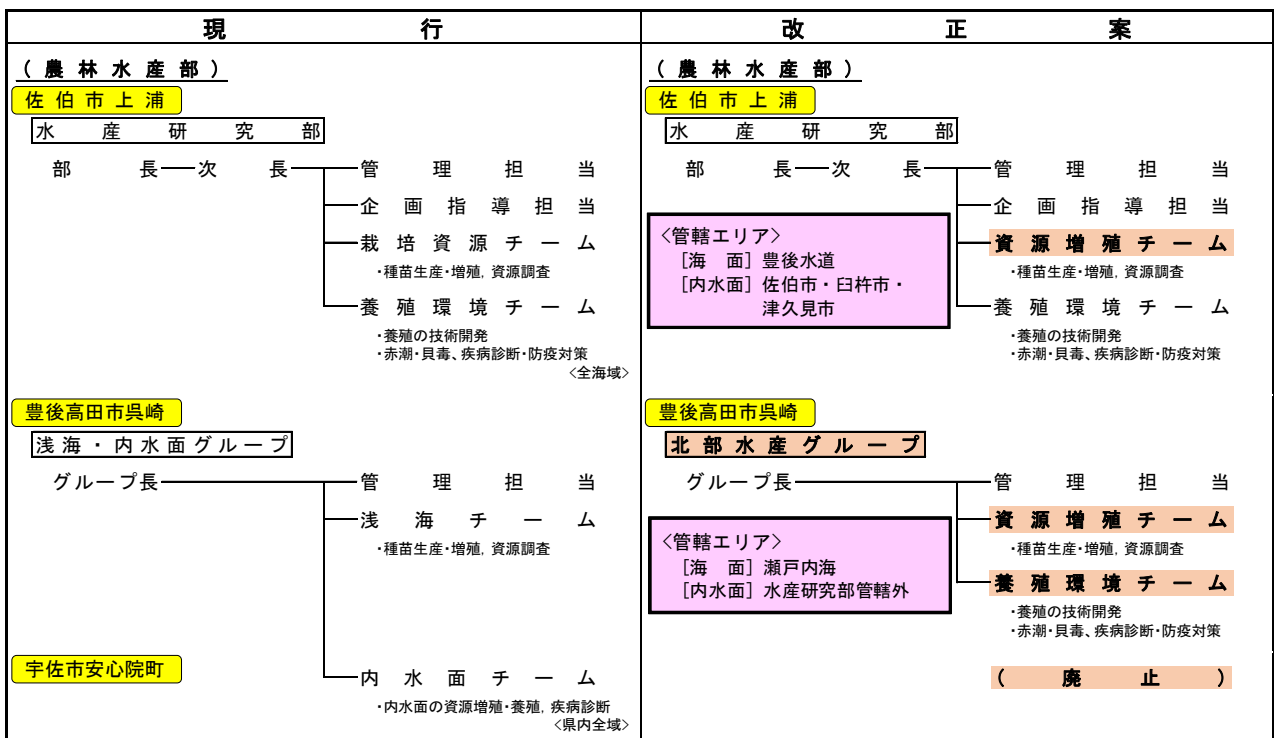 現行
(農林水産部)
佐伯市上浦
水産研究部
部長 次長 管理担当
企画指導担当
栽培資源チーム
・種苗生産・増殖, 資源調査
養殖環境チーム
・養殖の技術開発
・赤潮・貝毒、疾病診断・防疫対策
<全海域>
豊後高田市呉崎
浅海・内水面グループ
グループ長 管理担当
浅海チーム
・種苗生産・増殖, 資源調査
宇佐市安心院町
内水面チーム
・内水面の資源増殖・養殖, 疾病診断
<県内全域>
改正案
(農林水産部)
佐伯市上浦
水産研究部
部長 次長 管理担当
企画指導担当
<管轄エリア>
[海 面] 豊後水道
[内水面] 佐伯市・臼杵市・
津久見市
資源増殖チーム
・種苗生産・増殖, 資源調査
養殖環境チーム
・養殖の技術開発
・赤潮・貝毒、疾病診断・防疫対策
豊後高田市呉崎
北部水産グループ
グループ長 管理担当
<管轄エリア>
[海 面] 瀬戸内海
[内水面] 水産研究部管轄外
資源増殖チーム
・種苗生産・増殖, 資源調査
養殖環境チーム
・養殖の技術開発
・赤潮・貝毒、疾病診断・防疫対策
(廃止)